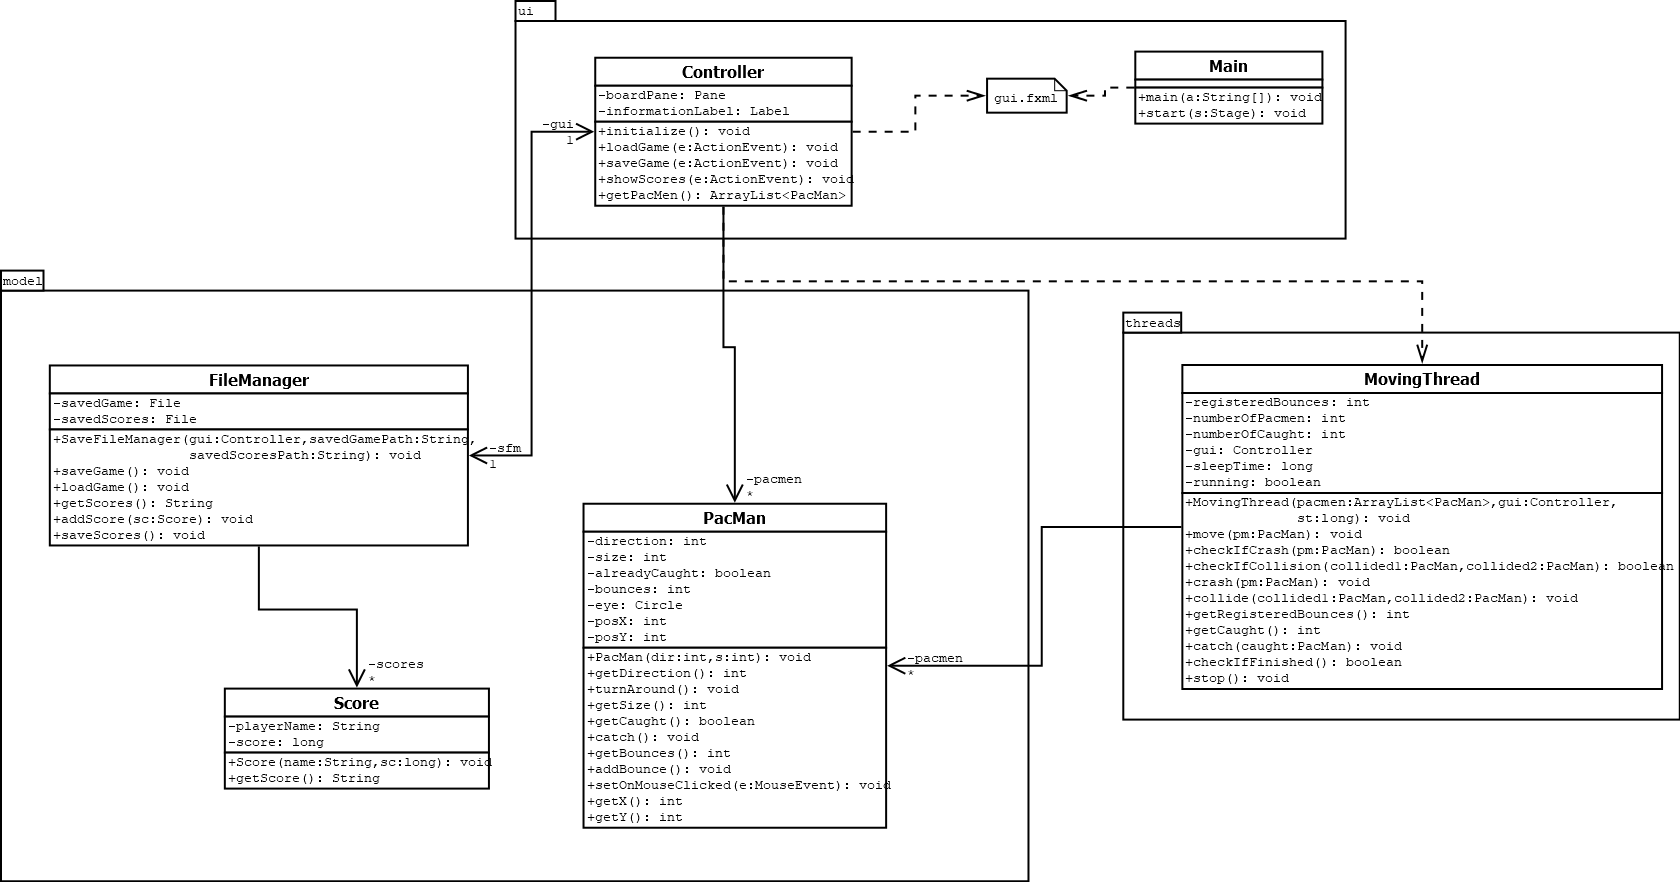 ui
Controller
-boardPane: Pane
-informationLabel: Label
+initialize(): void
+loadGame(e:ActionEvent): void
+saveGame(e:ActionEvent): void
+showScores(e:ActionEvent): void
+getPacMen(): ArrayList<PacMan>
gui.fxml
Main
+main(a:String[]): void
+start(s:Stage): void
-gui
1
model
FileManager
-savedGame: File
-savedScores: File
+SaveFileManager(gui:Controller,savedGamePath:String,
savedScoresPath:String): void
+saveGame(): void
+loadGame(): void
+getScores(): String
+addScore(sc:Score): void
+saveScores(): void
-sfm
1
-scores
*
Score
-playerName: String
-score: long
+Score(name:String,sc:long): void
+getScore(): String
-pacmen
*
PacMan
-direction: int
-size: int
-alreadyCaught: boolean
-bounces: int
-eye: Circle
-posX: int
-posY: int
+PacMan(dir:int,s:int): void
+getDirection(): int
+turnAround(): void
+getSize(): int
+getCaught(): boolean
+catch(): void
+getBounces(): int
+addBounce(): void
+setOnMouseClicked(e:MouseEvent): void
+getX(): int
+getY(): int
-pacmen
*
threads
MovingThread
-registeredBounces: int
-numberOfPacmen: int
-numberOfCaught: int
-gui: Controller
-sleepTime: long
-running: boolean
+MovingThread(pacmen:ArrayList<PacMan>,gui:Controller,
st:long): void
+move(pm:PacMan): void
+checkIfCrash(pm:PacMan): boolean
+checkIfCollision(collided1:PacMan,collided2:PacMan): boolean
+crash(pm:PacMan): void
+collide(collided1:PacMan,collided2:PacMan): void
+getRegisteredBounces(): int
+getCaught(): int
+catch(caught:PacMan): void
+checkIfFinished(): boolean
+stop(): void